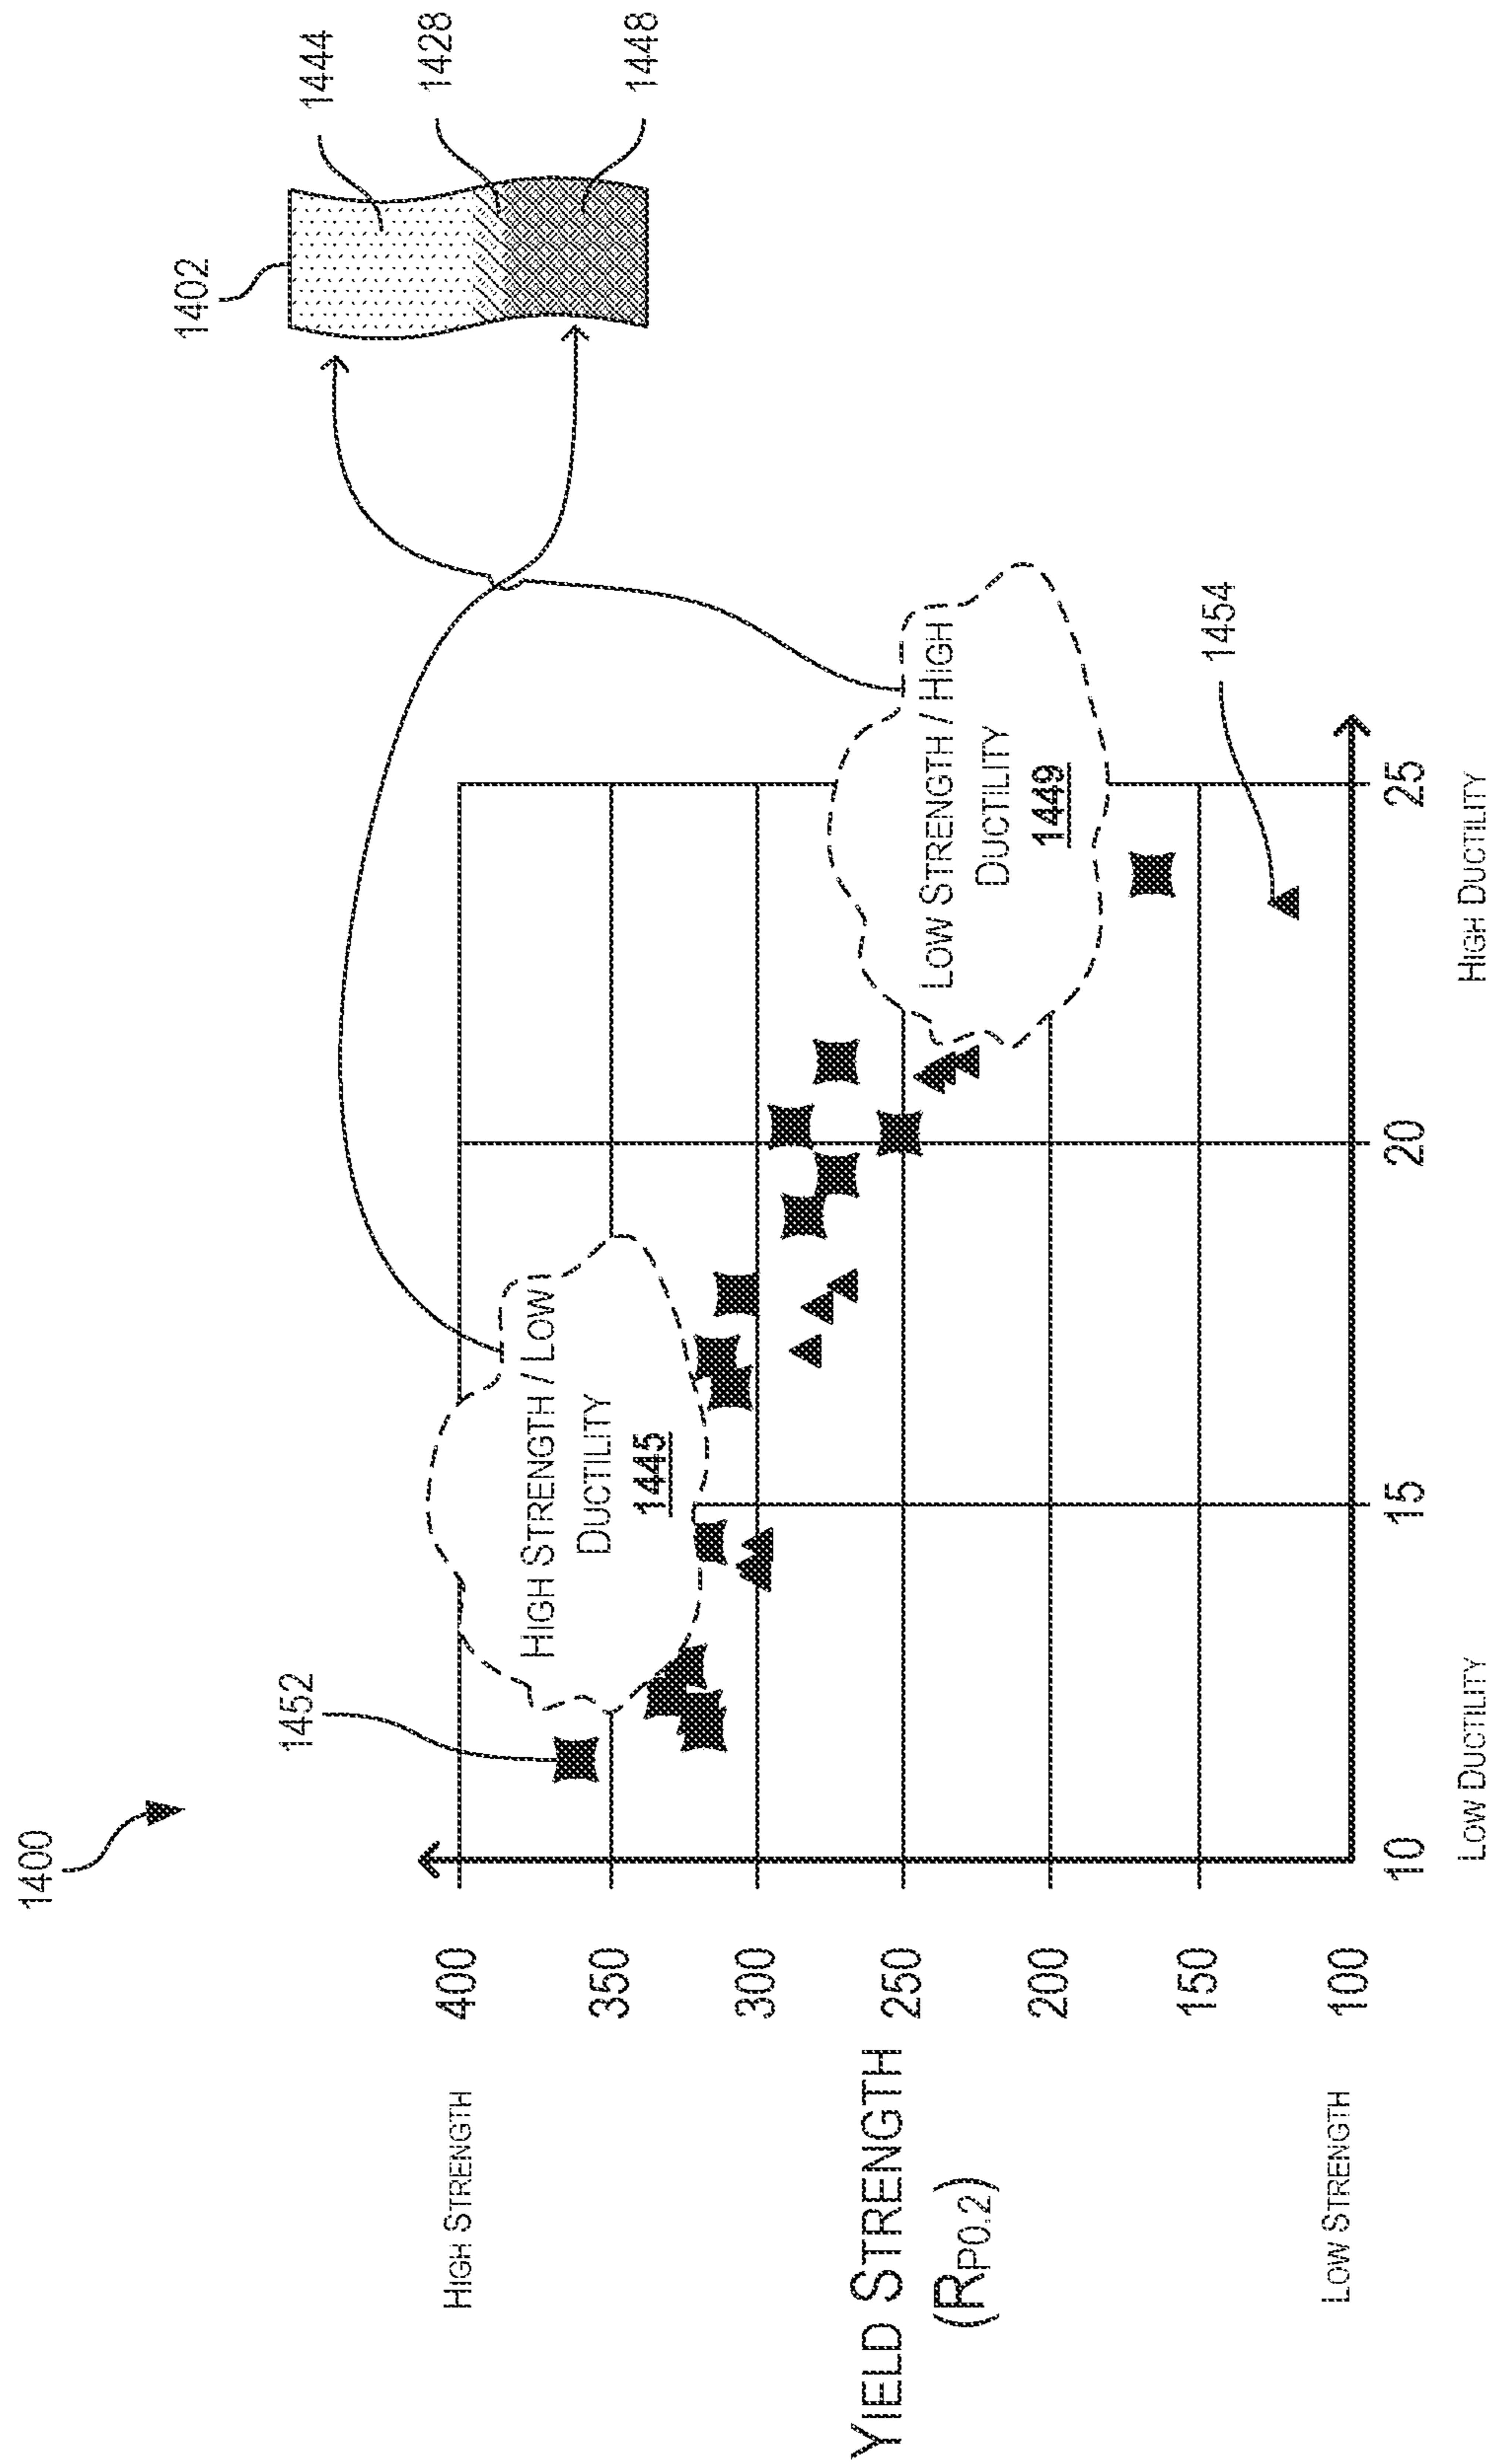 1400
1402
1444
1428
1448
1452
HIGH STRENGTH / LOW
DUCTILITY
1445
LOW STRENGTH / HIGH
DUCTILITY
1449
1454
HIGH STRENGTH
400
350
300
YIELD STRENGTH
(RP0.2)
250
200
150
LOW STRENGTH
100
10
15
20
25
LOW DUCTILITY
HIGH DUCTILITY